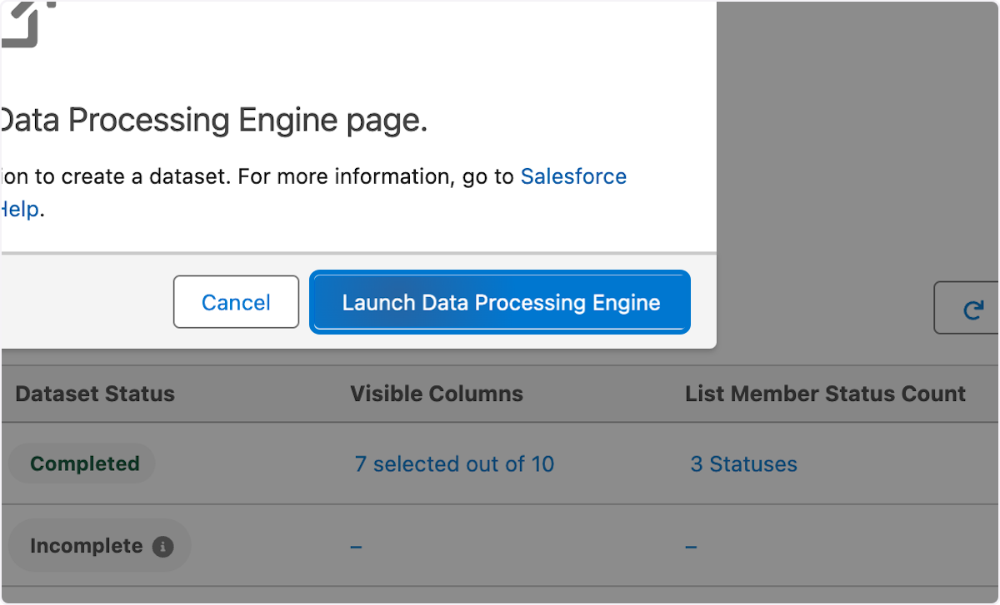 Data Processing Engine page.
ion to create a dataset. For more information, go to Salesforce
Help.
Cancel Launch Data Processing Engine
Dataset Status Visible Columns List Member Status Count
Completed 7 selected out of 10 3 Statuses
Incomplete – –